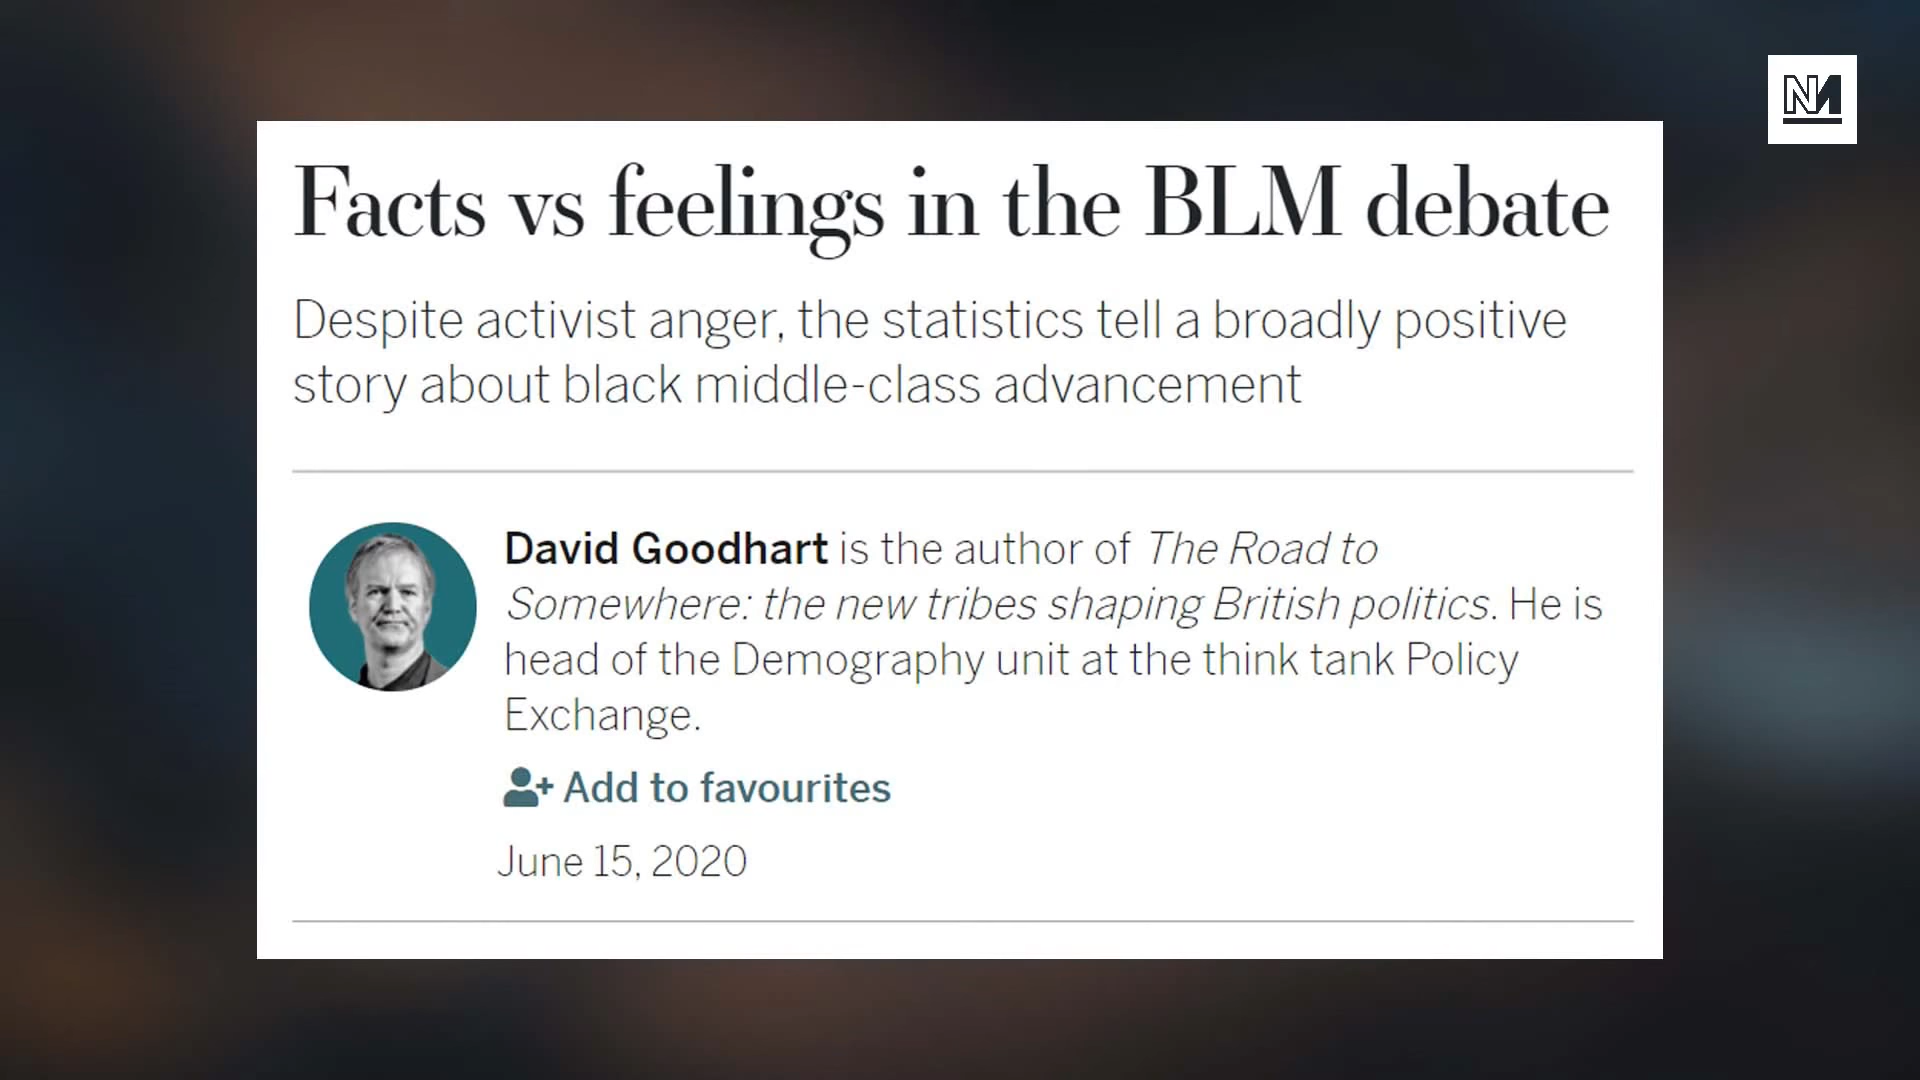 NM
Facts vs feelings in the BLM debate
Despite activist anger, the statistics tell a broadly positive
story about black middle-class advancement
David Goodhart is the author of The Road to
Somewhere: the new tribes shaping British politics. He is
head of the Demography unit at the think tank Policy
Exchange.
Add to favourites
June 15, 2020